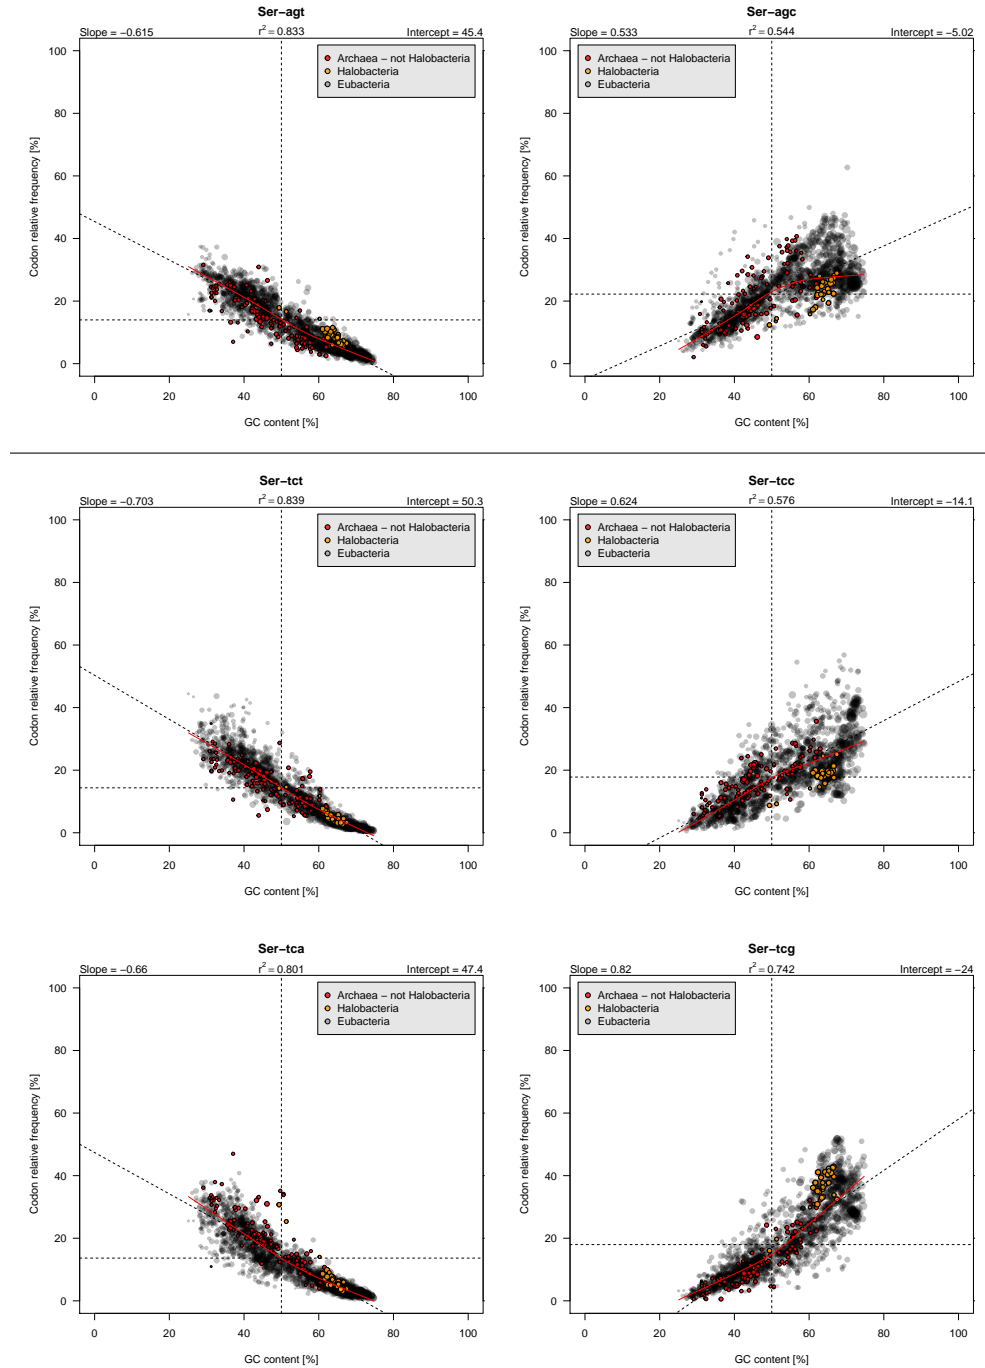 Ser−agt
Slope = −0.615 r² = 0.833 Intercept = 45.4
Archaea − not Halobacteria
Halobacteria
Eubacteria
Codon relative frequency [%]
0 20 40 60 80 100
0 20 40 60 80 100
GC content [%]
Ser−agc
Slope = 0.533 r² = 0.544 Intercept = −5.02
Archaea − not Halobacteria
Halobacteria
Eubacteria
Codon relative frequency [%]
0 20 40 60 80 100
0 20 40 60 80 100
GC content [%]
Ser−tct
Slope = −0.703 r² = 0.839 Intercept = 50.3
Archaea − not Halobacteria
Halobacteria
Eubacteria
Codon relative frequency [%]
0 20 40 60 80 100
0 20 40 60 80 100
GC content [%]
Ser−tcc
Slope = 0.624 r² = 0.576 Intercept = −14.1
Archaea − not Halobacteria
Halobacteria
Eubacteria
Codon relative frequency [%]
0 20 40 60 80 100
0 20 40 60 80 100
GC content [%]
Ser−tca
Slope = −0.66 r² = 0.801 Intercept = 47.4
Archaea − not Halobacteria
Halobacteria
Eubacteria
Codon relative frequency [%]
0 20 40 60 80 100
0 20 40 60 80 100
GC content [%]
Ser−tcg
Slope = 0.82 r² = 0.742 Intercept = −24
Archaea − not Halobacteria
Halobacteria
Eubacteria
Codon relative frequency [%]
0 20 40 60 80 100
0 20 40 60 80 100
GC content [%]